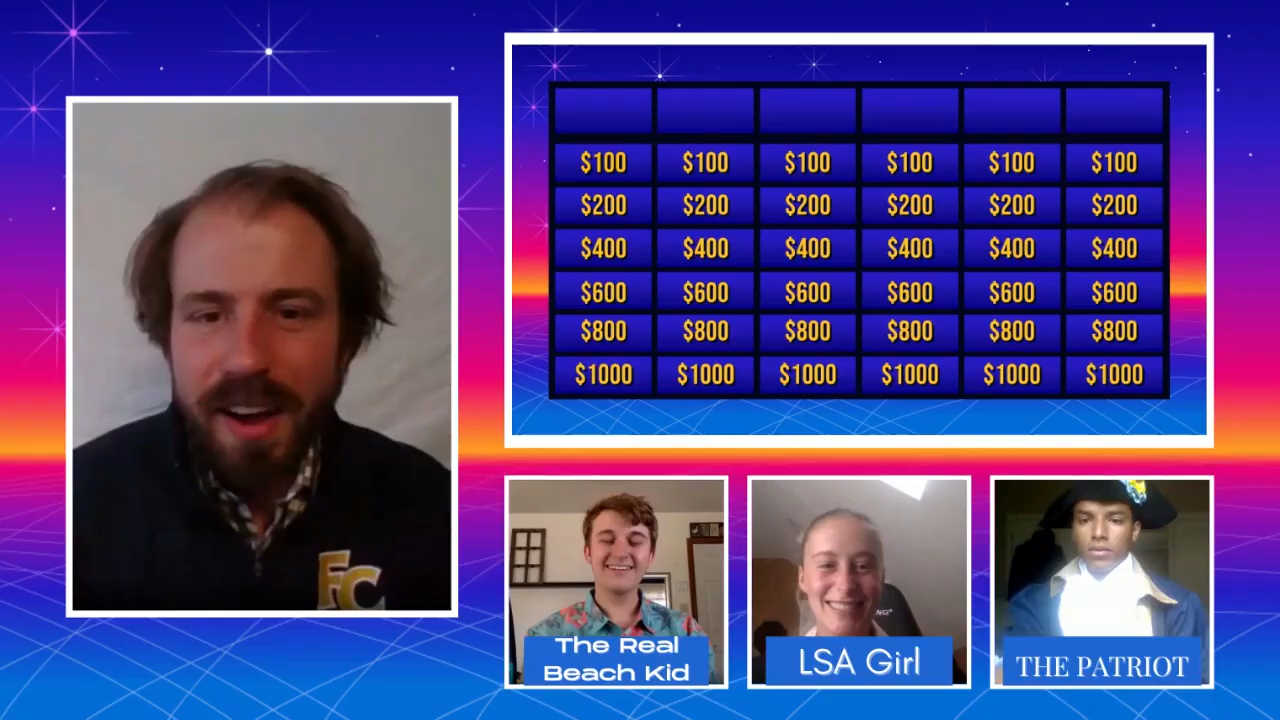 $100 $100 $100 $100 $100 $100
$200 $200 $200 $200 $200 $200
$400 $400 $400 $400 $400 $400
$600 $600 $600 $600 $600 $600
$800 $800 $800 $800 $800 $800
$1000 $1000 $1000 $1000 $1000 $1000
FC
The Real
Beach Kid
NG
LSA Girl
THE PATRIOT